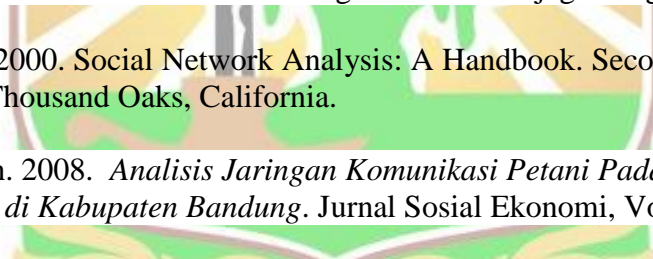 2000. Social Network Analysis: A Handbook. Seco
Thousand Oaks, California.
. 2008. Analisis Jaringan Komunikasi Petani Pada
di Kabupaten Bandung. Jurnal Sosial Ekonomi, Vo